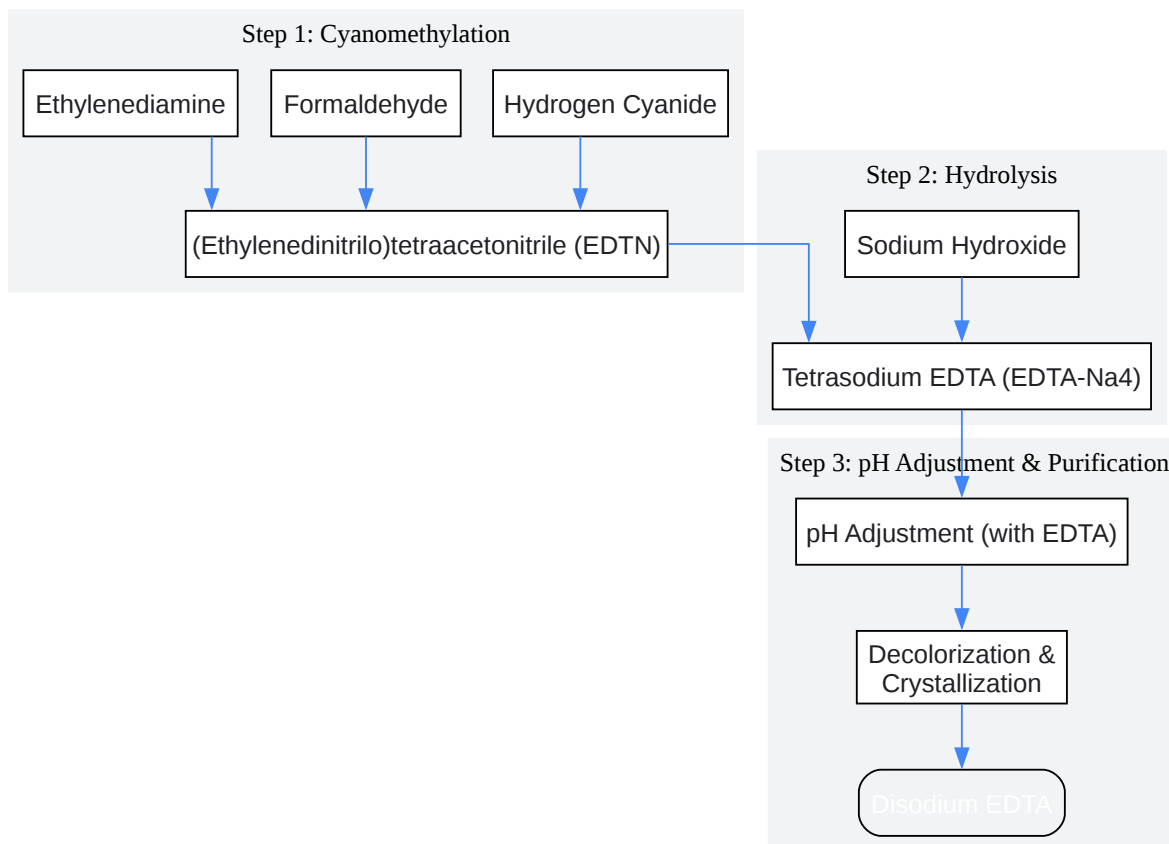 Step 1: Cyanomethylation
Ethylenediamine
Formaldehyde
Hydrogen Cyanide
(Ethylenedinitrilo)tetraacetonitrile (EDTN)
Step 2: Hydrolysis
Sodium Hydroxide
Tetrasodium EDTA (EDTA-Na4)
Step 3: pH Adjustment & Purification
pH Adjustment (with EDTA)
Decolorization &
Crystallization
Disodium EDTA